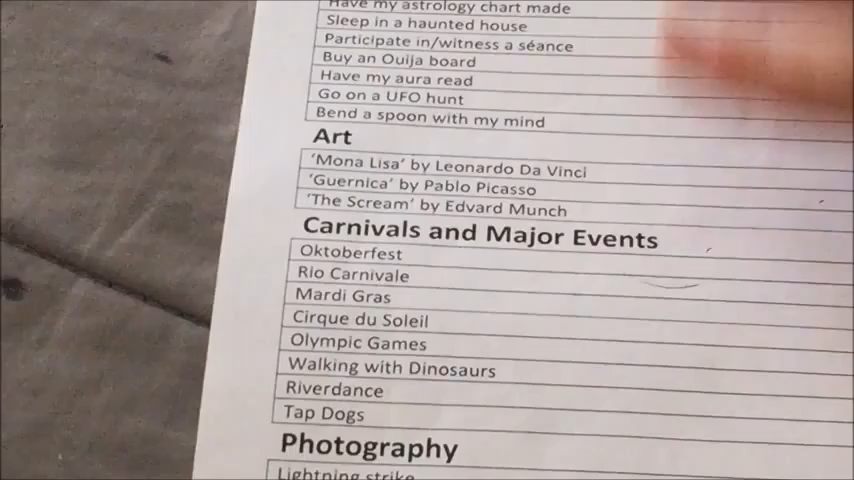 Have my astrology chart made
Sleep in a haunted house
Participate in/witness a séance
Buy an Ouija board
Have my aura read
Go on a UFO hunt
Bend a spoon with my mind
Art
‘Mona Lisa’ by Leonardo Da Vinci
‘Guernica’ by Pablo Picasso
‘The Scream’ by Edvard Munch
Carnivals and Major Events
Oktoberfest
Rio Carnivale
Mardi Gras
Cirque du Soleil
Olympic Games
Walking with Dinosaurs
Riverdance
Tap Dogs
Photography
Lightning strike